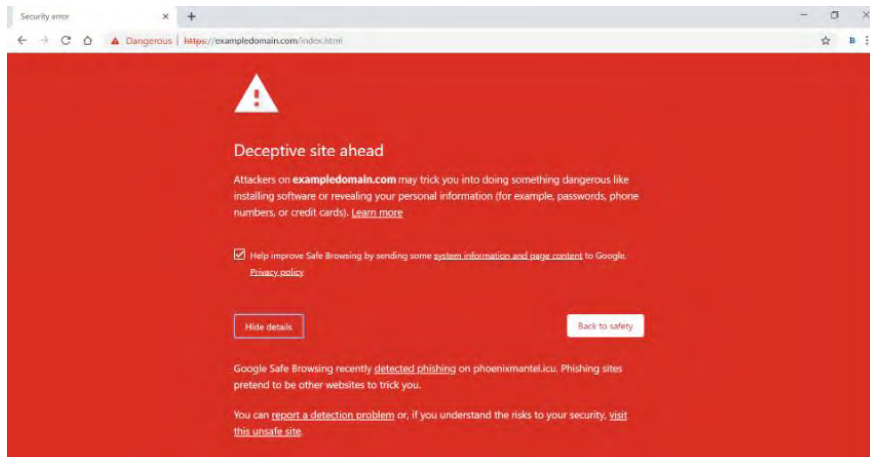 Security error
Dangerous | https://exampledomain.com/index.html
B
Deceptive site ahead
Attackers on exampledomain.com may trick you into doing something dangerous like
installing software or revealing your personal information (for example, passwords, phone
numbers, or credit cards). Learn more
Help improve Safe Browsing by sending some system information and page content to Google.
Privacy policy
Hide details
Back to safety
Google Safe Browsing recently detected phishing on phoenixmantel.icu. Phishing sites
pretend to be other websites to trick you.
You can report a detection problem or, if you understand the risks to your security, visit
this unsafe site.